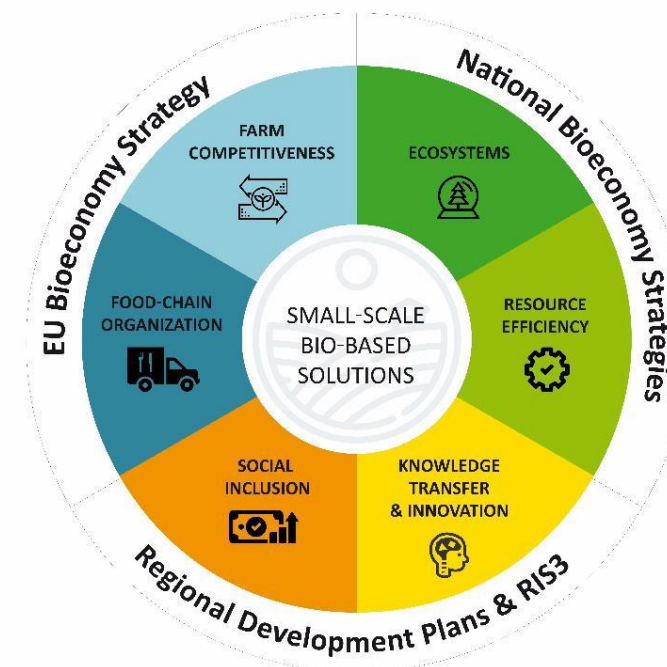 EU Bioeconomy Strategy
National Bioeconomy Strategies
FARM
COMPETITIVENESS
ECOSYSTEMS
FOOD-CHAIN
ORGANIZATION
SMALL-SCALE
BIO-BASED
SOLUTIONS
RESOURCE
EFFICIENCY
SOCIAL
INCLUSION
KNOWLEDGE
TRANSFER
& INNOVATION
Regional Development Plans & RIS3